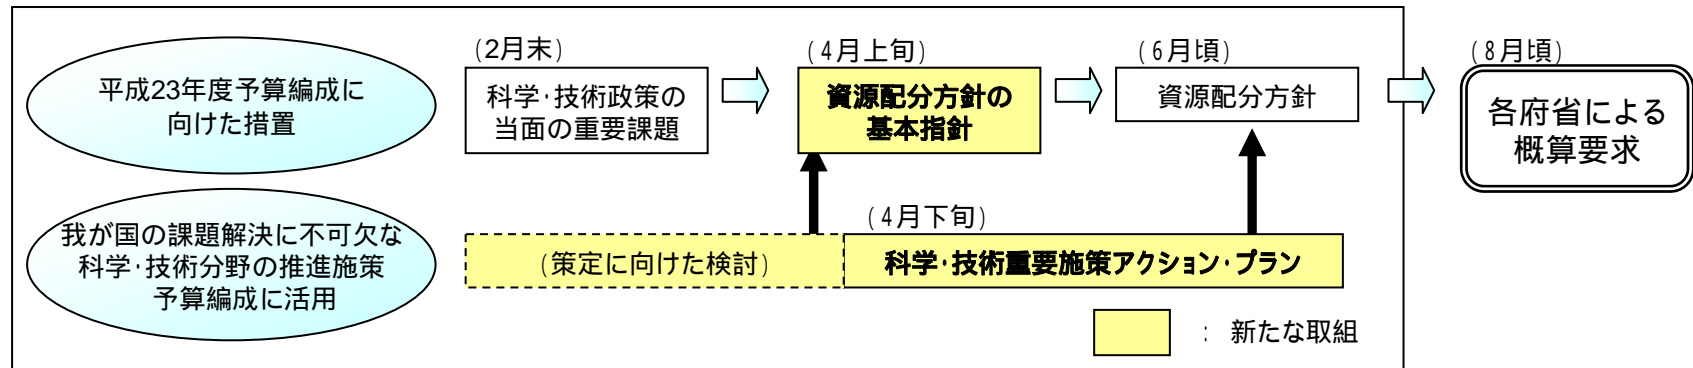 平成23年度予算編成に
向けた措置
(2月末)
科学・技術政策の
当面の重要課題
(4月上旬)
資源配分方針の
基本指針
(6月頃)
資源配分方針
(8月頃)
各府省による
概算要求
我が国の課題解決に不可欠な
科学・技術分野の推進施策
予算編成に活用
(策定に向けた検討)
(4月下旬)
科学・技術重要施策アクション・プラン
: 新たな取組